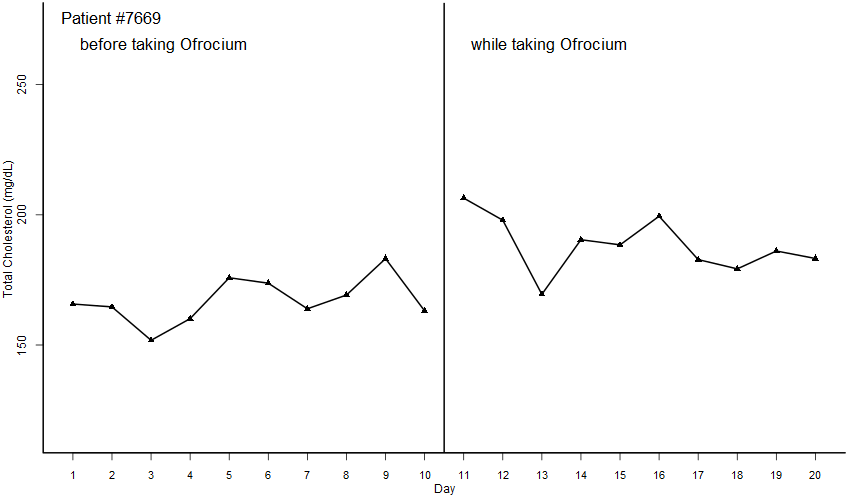 Patient #7669
before taking Ofrocium
while taking Ofrocium
Total Cholesterol (mg/dL)
250
200
150
1 2 3 4 5 6 7 8 9 10 11 12 13 14 15 16 17 18 19 20
Day